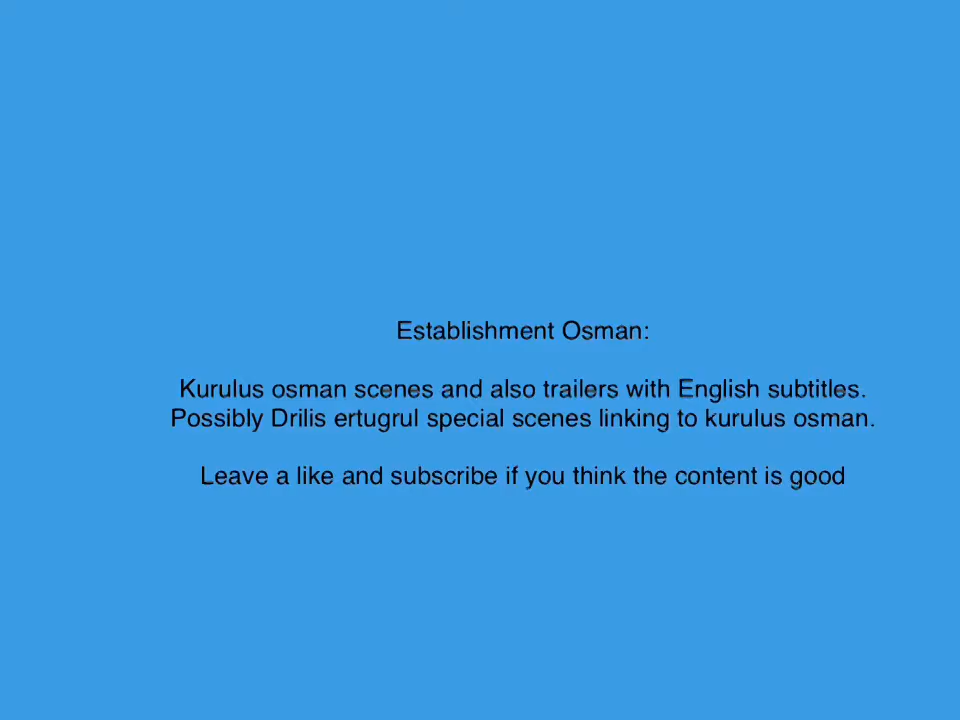 Establishment Osman:
Kurulus osman scenes and also trailers with English subtitles.
Possibly Drilis ertugrul special scenes linking to kurulus osman.
Leave a like and subscribe if you think the content is good